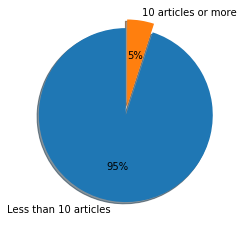 10 articles or more
5%
95%
Less than 10 articles